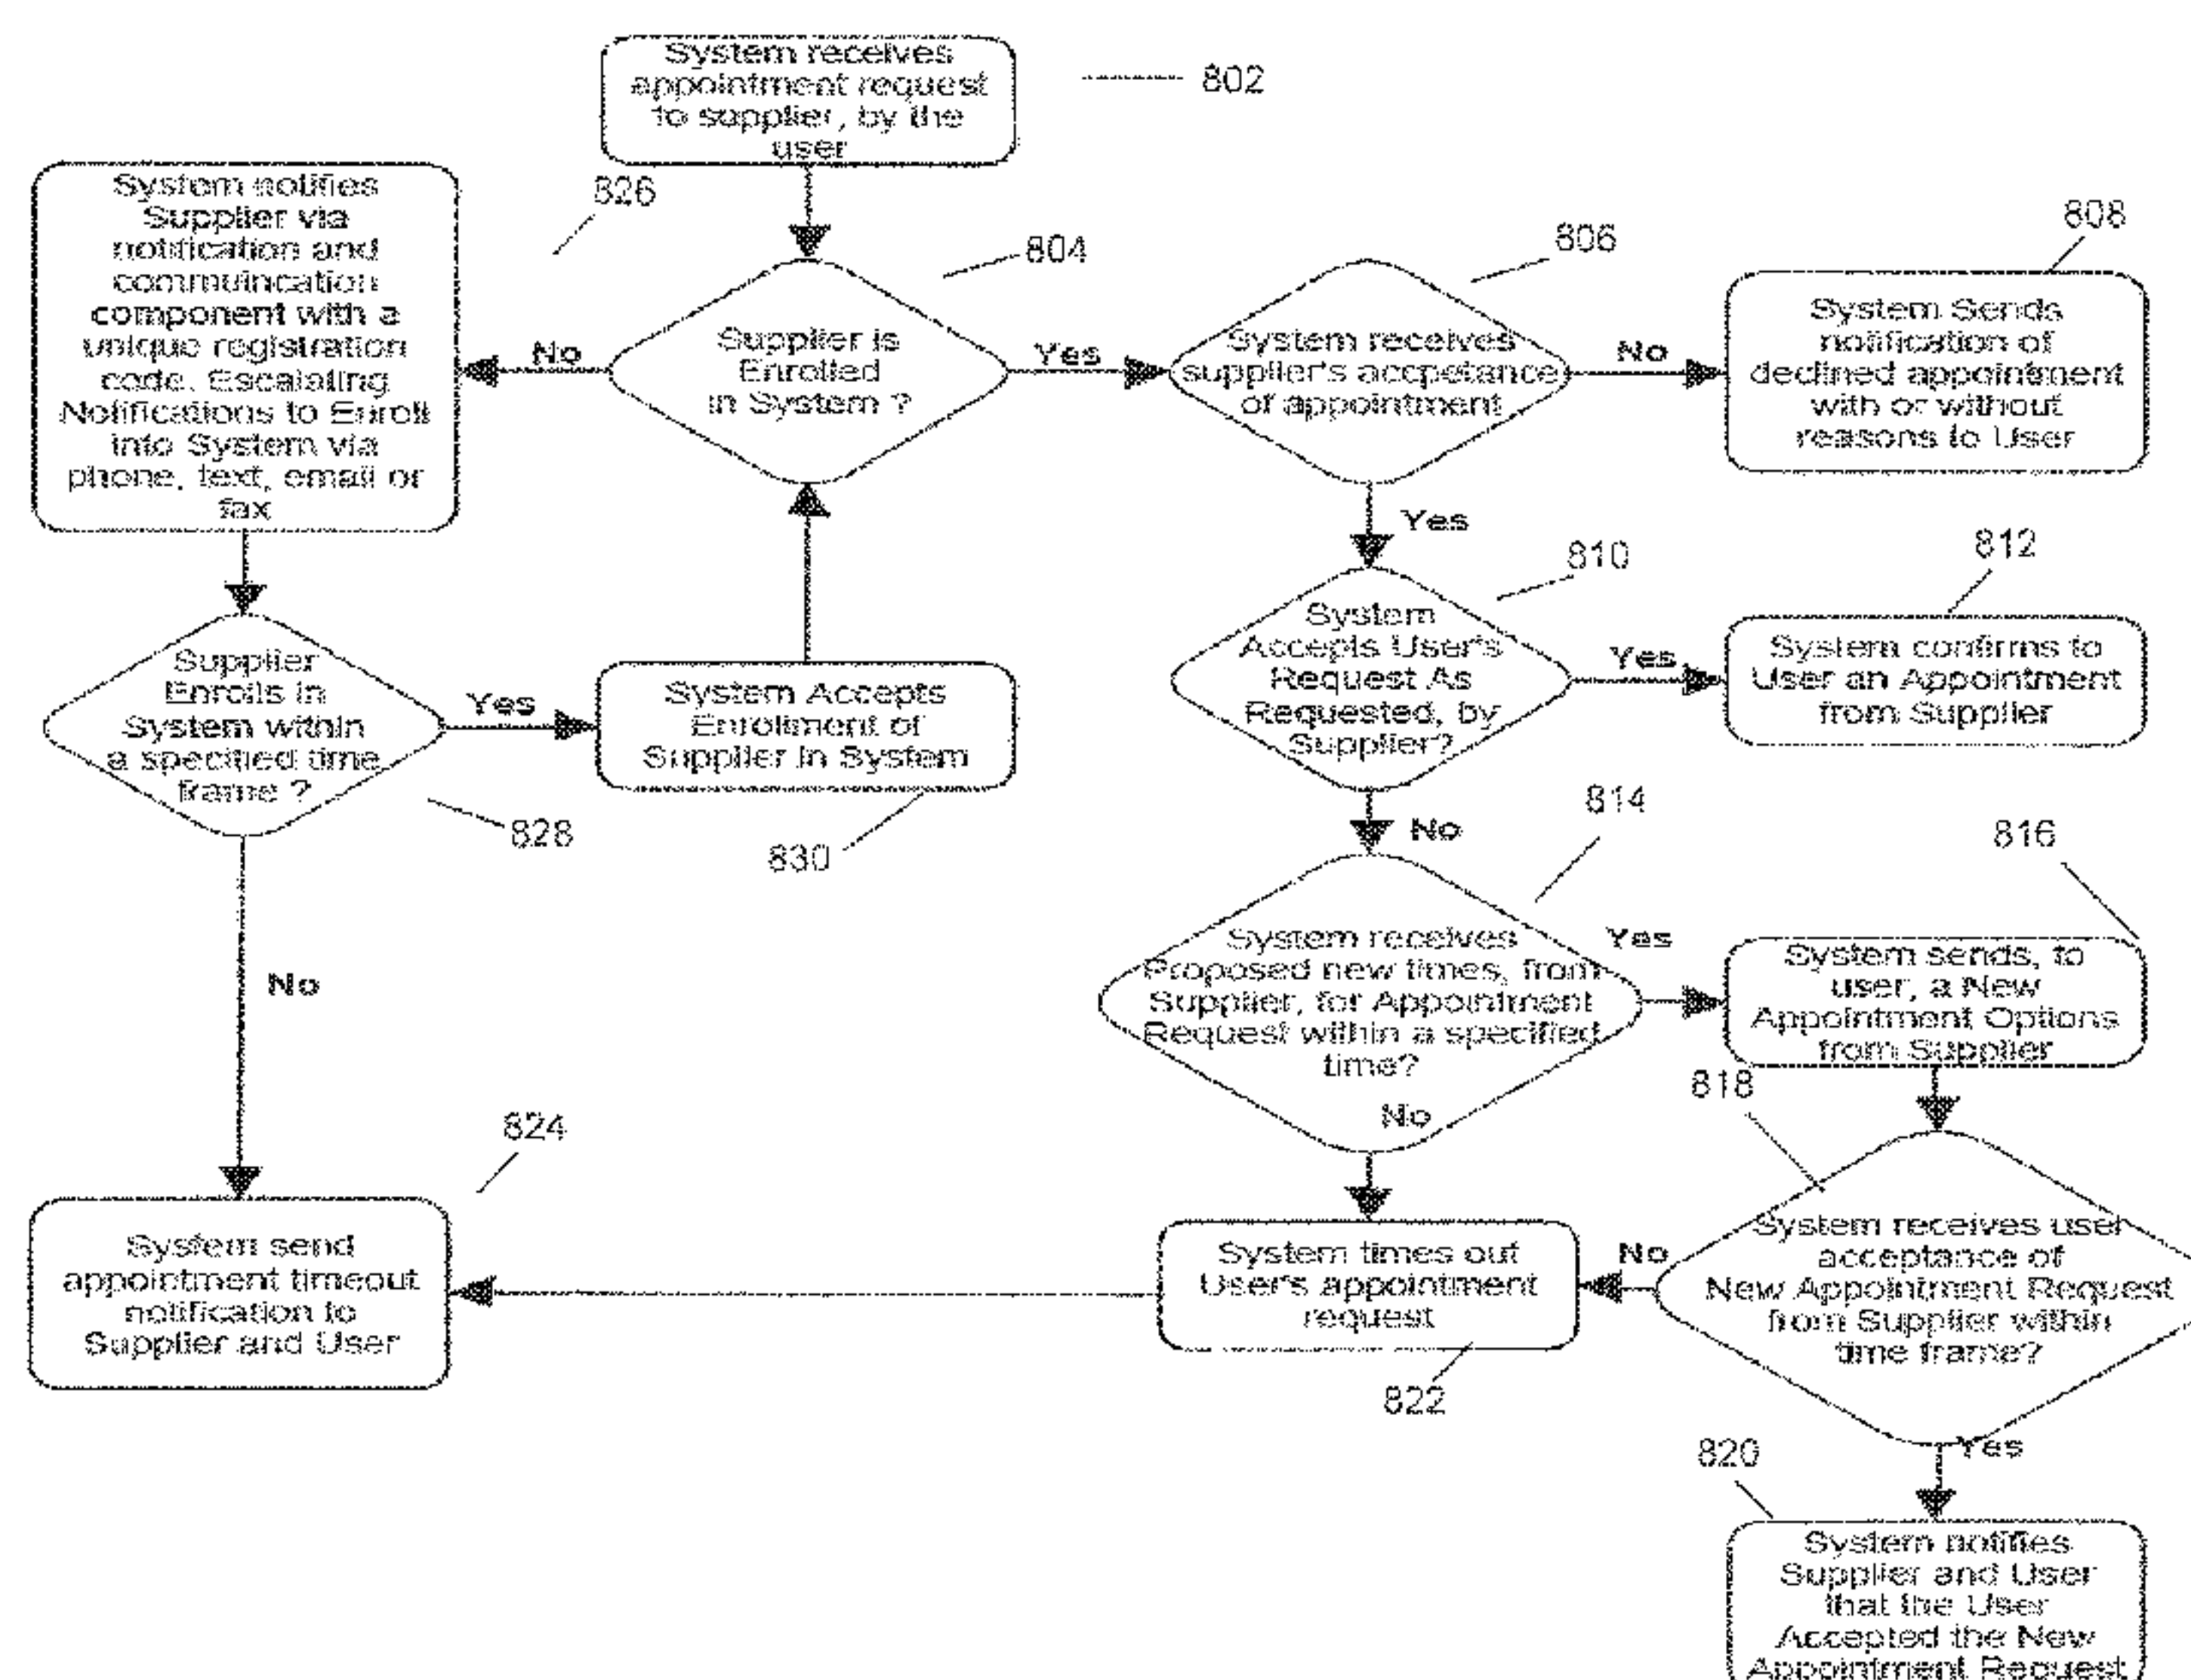 System receives
appointment request
to supplier, by the
user
802
System notifies
Supplier via
notification and
commuincation
component with a
unique registration
code. Escalating
Notifications to Enroll
into System via
phone, text, email or
fax
826
804
Supplier is
Enrolled
in System ?
No
Yes
806
System receives
supplier's accpetance
of appointment
No
808
System Sends
notification of
declined appointment
with or without
reasons to User
Yes
810
System
Accepts User's
Request As
Requested, by
Supplier?
Yes
812
System confirms to
User an Appointment
from Supplier
Supplier
Enrolls in
System within
a specified time
frame ?
Yes
828
System Accepts
Enrollment of
Supplier in System
830
No
814
System receives
Proposed new times, from
Supplier, for Appointment
Request within a specified
time?
Yes
816
System sends, to
user, a New
Appointment Options
from Supplier
No
No
818
System receives user
acceptance of
New Appointment Request
from Supplier within
time frame?
824
System send
appointment timeout
notification to
Supplier and User
System times out
User's appointment
request
822
No
Yes
820
System notifies
Supplier and User
that the User
Accepted the New
Appointment Request